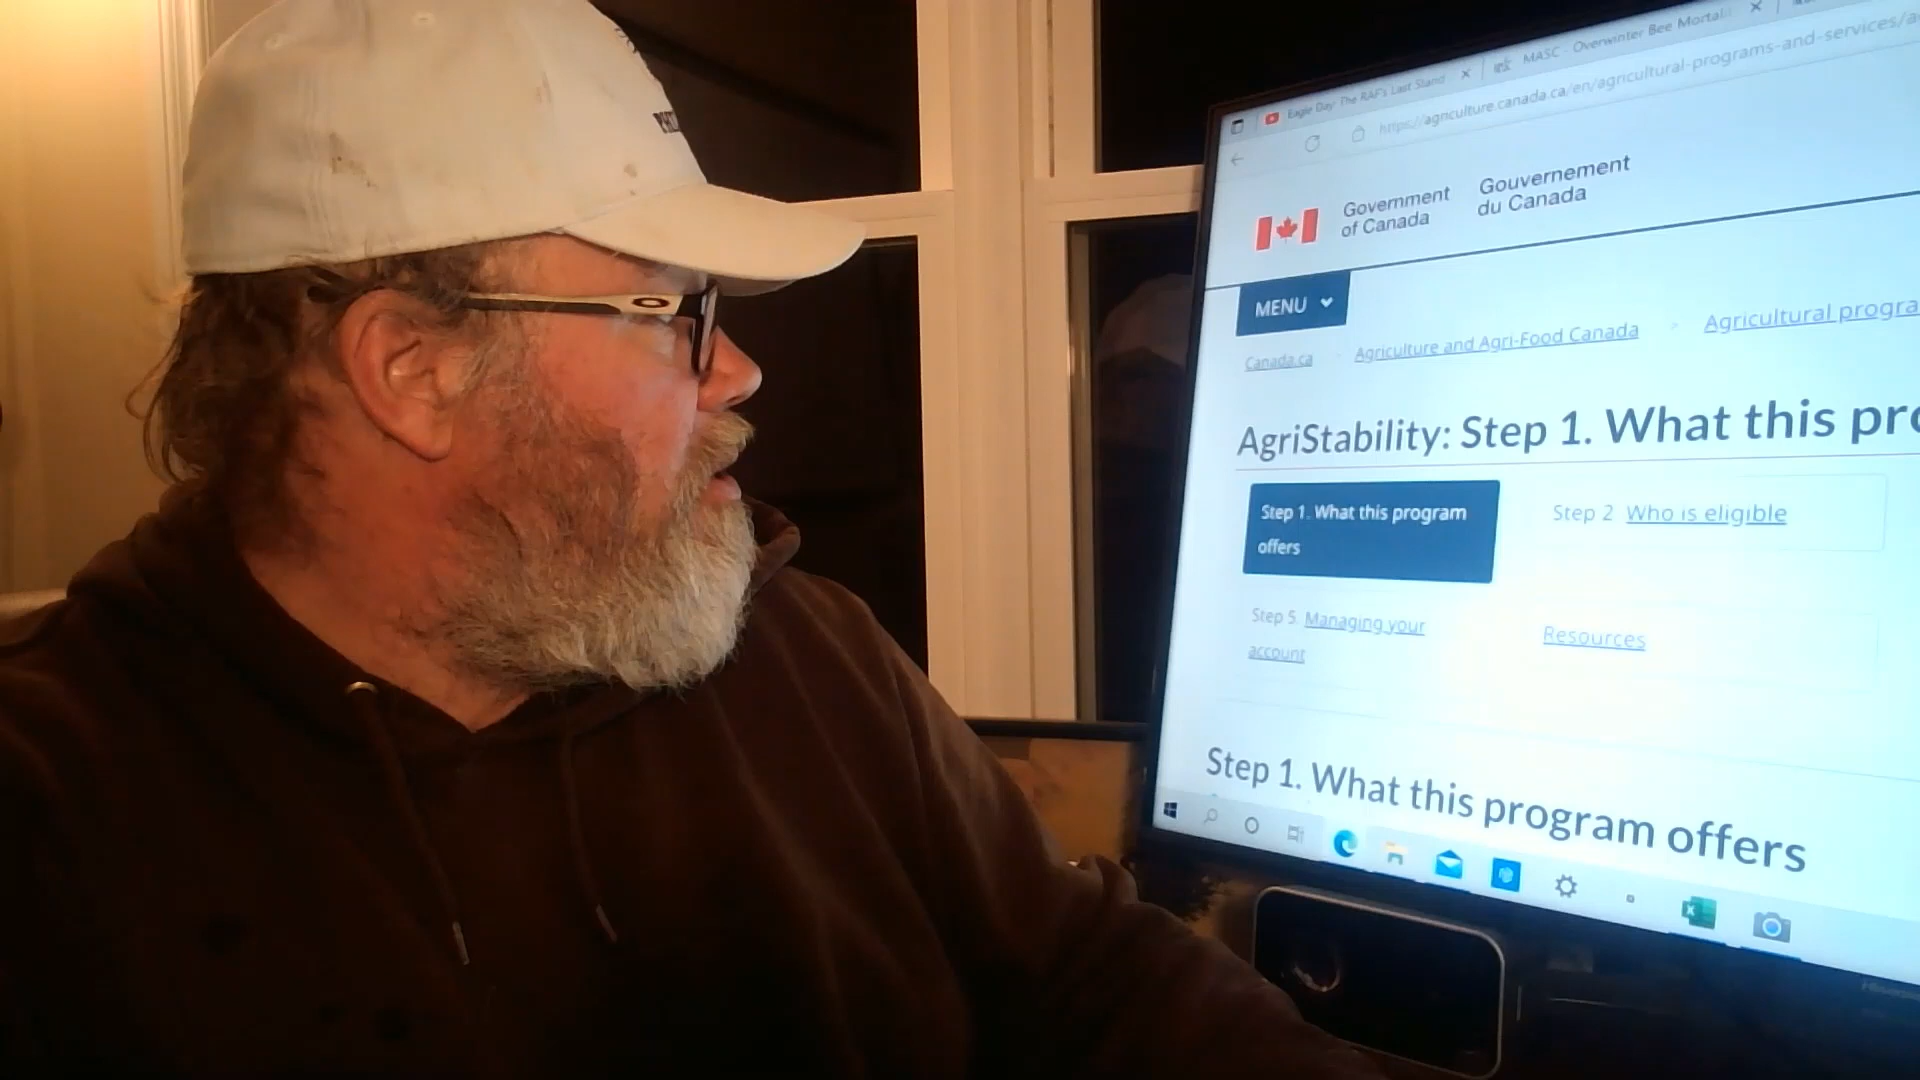 Eagle Day: The RAF's Last Stand
MASC - Overwinter Bee Mortal
https://agriculture.canada.ca/en/agricultural-programs-and-services/a
Government
of Canada
Gouvernement
du Canada
MENU
Canada.ca
Agriculture and Agri-Food Canada
Agricultural progra
AgriStability: Step 1. What this pro
Step 1. What this program
offers
Step 2. Who is eligible
Step 5. Managing your
account
Resources
Step 1. What this program offers